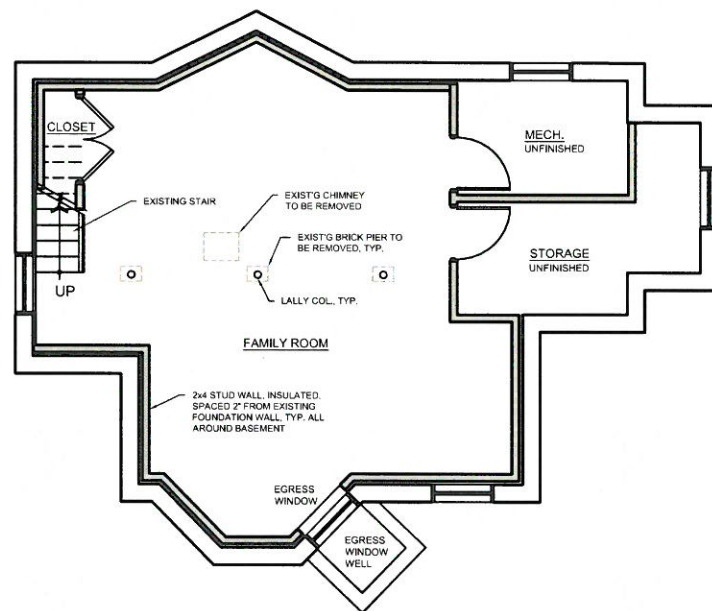 CLOSET
MECH.
UNFINISHED
EXISTING STAIR
EXIST'G CHIMNEY
TO BE REMOVED
EXIST'G BRICK PIER TO
BE REMOVED, TYP.
STORAGE
UNFINISHED
UP
LALLY COL., TYP.
FAMILY ROOM
2x4 STUD WALL, INSULATED.
SPACED 2" FROM EXISTING
FOUNDATION WALL, TYP. ALL
AROUND BASEMENT
EGRESS
WINDOW
EGRESS
WINDOW
WELL